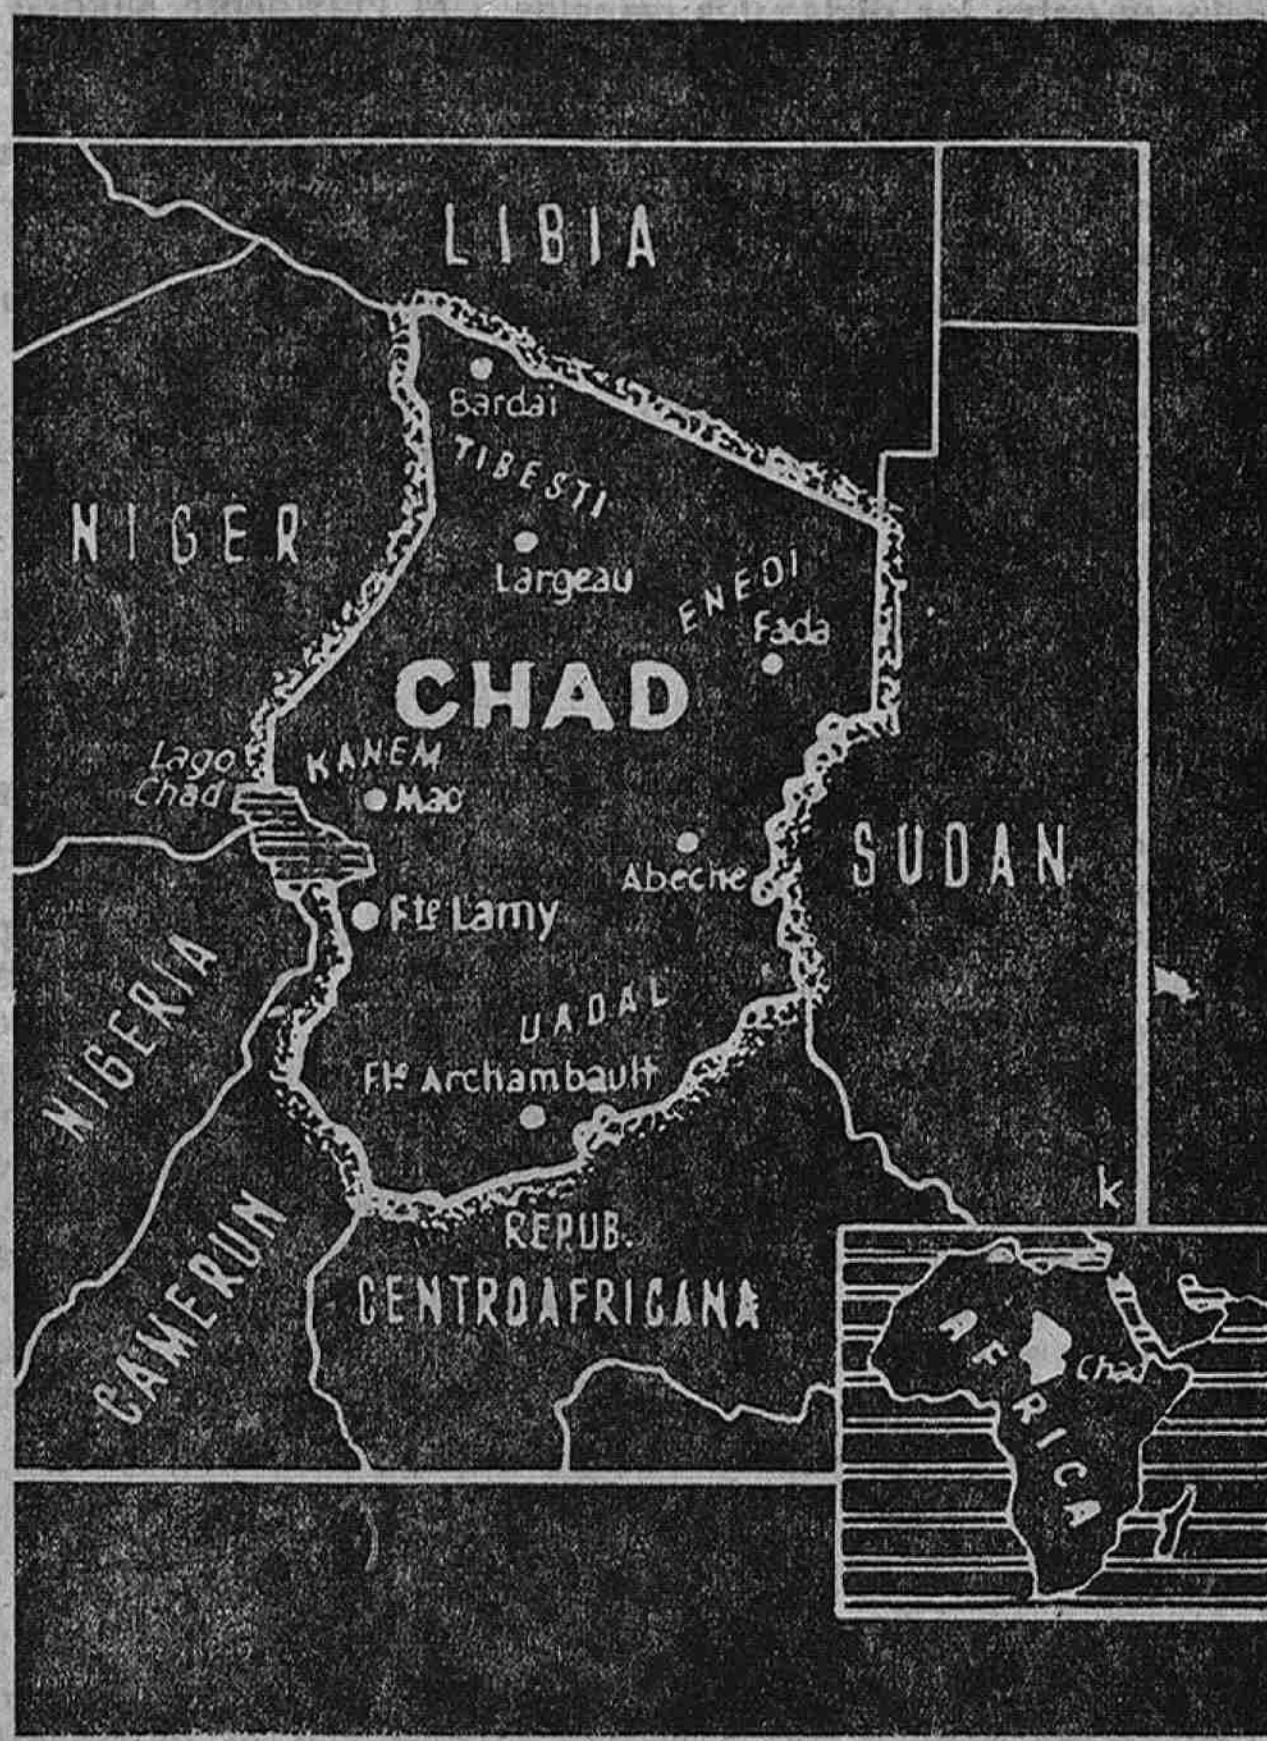 LIBIA
Bardai
TIBESTI
NIGER
Largeau
ENEDI
Fada
CHAD
Lago
Chad
KANEM
Mao
SUDAN
Abeche
Fte Lamy
NIGERIA
UADAL
Fte Archambault
k
CAMERUN
REPUB.
CENTROAFRICANA
AFRICA
Chad